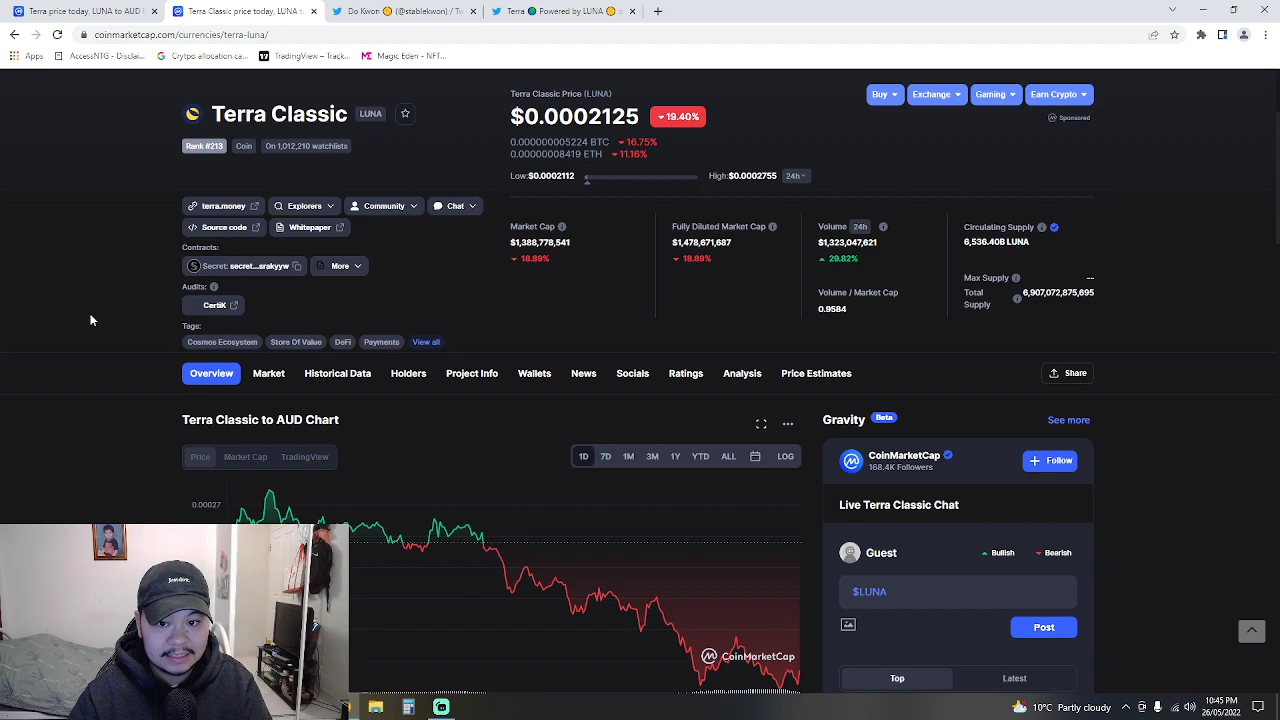 Terra price today, LUNA to AUD l
Terra Classic price today, LUNA to
Do Kwon 🌕 (@stablekwon) / Tw
Terra 🌍 Powered by LUNA 🌕 o
coinmarketcap.com/currencies/terra-luna/
Apps
AccessNTG - Disclai...
Crytpo allocation ca...
TradingView – Track...
Magic Eden - NFT...
Terra Classic
LUNA
Rank #213
Coin
On 1,012,210 watchlists
terra.money
Explorers
Community
Chat
Source code
Whitepaper
Contracts:
Secret: secret...srakyyw
More
Audits:
CertiK
Tags:
Cosmos Ecosystem
Store Of Value
DeFi
Payments
View all
Terra Classic Price (LUNA)
$0.0002125
19.40%
0.000000005224 BTC
16.75%
0.00000008419 ETH
11.16%
Low:$0.0002112
High:$0.0002755
24h
Buy
Exchange
Gaming
Earn Crypto
Sponsored
Market Cap
$1,388,778,541
18.89%
Fully Diluted Market Cap
$1,478,671,687
18.89%
Volume 24h
$1,323,047,621
29.82%
Volume / Market Cap
0.9584
Circulating Supply
6,536.40B LUNA
Max Supply
--
Total Supply
6,907,072,875,695
Overview
Market
Historical Data
Holders
Project Info
Wallets
News
Socials
Ratings
Analysis
Price Estimates
Share
Terra Classic to AUD Chart
Price
Market Cap
TradingView
1D
7D
1M
3M
1Y
YTD
ALL
LOG
0.00027
CoinMarketCap
Gravity
Beta
See more
CoinMarketCap
168.4K Followers
Follow
Live Terra Classic Chat
Guest
Bullish
Bearish
$LUNA
Post
Top
Latest
10°C Partly cloudy
10:45 PM
26/05/2022